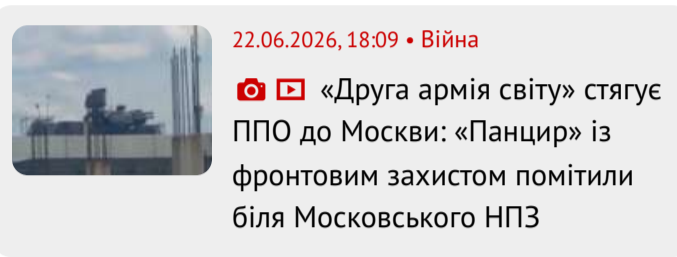 22.06.2026, 18:09 • Війна
«Друга армія світу» стягує
ППО до Москви: «Панцир» із
фронтовим захистом помітили
біля Московського НПЗ